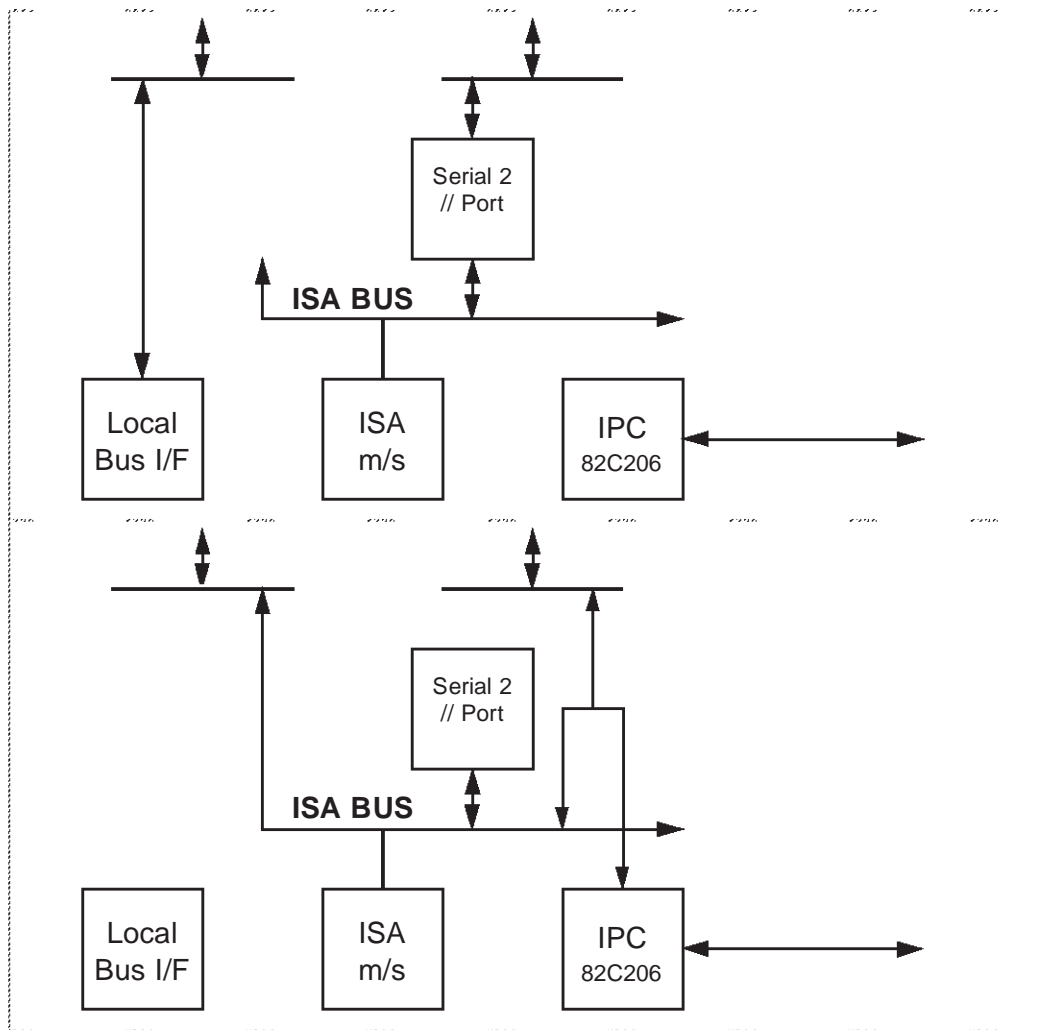 Serial 2
// Port
ISA BUS
Local
Bus I/F
ISA
m/s
IPC
82C206
Serial 2
// Port
ISA BUS
Local
Bus I/F
ISA
m/s
IPC
82C206